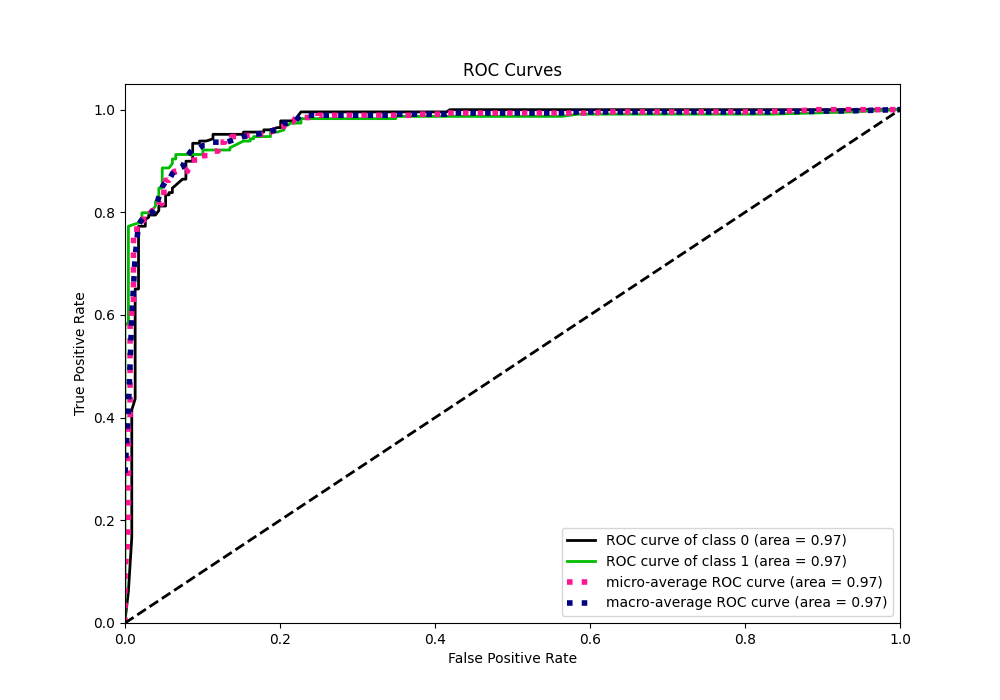 ROC Curves
1.0
0.8
0.6
0.4
0.2
0.0
True Positive Rate
ROC curve of class 0 (area = 0.97)
ROC curve of class 1 (area = 0.97)
micro-average ROC curve (area = 0.97)
macro-average ROC curve (area = 0.97)
0.0 0.2 0.4 0.6 0.8 1.0
False Positive Rate